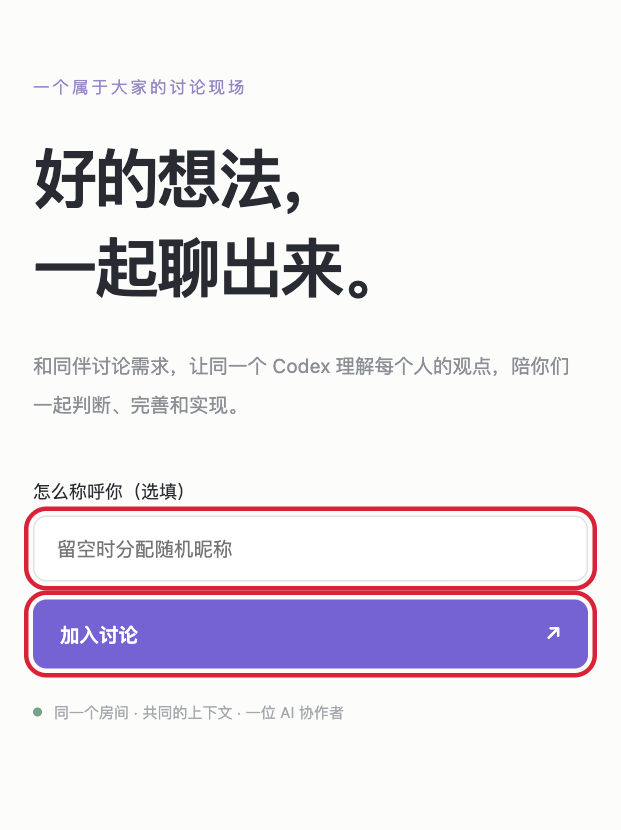 一个属于大家的讨论现场
好的想法，
一起聊出来。
和同伴讨论需求，让同一个 Codex 理解每个人的观点，陪你们
一起判断、完善和实现。
怎么称呼你（选填）
留空时分配随机昵称
加入讨论
同一个房间 · 共同的上下文 · 一位 AI 协作者